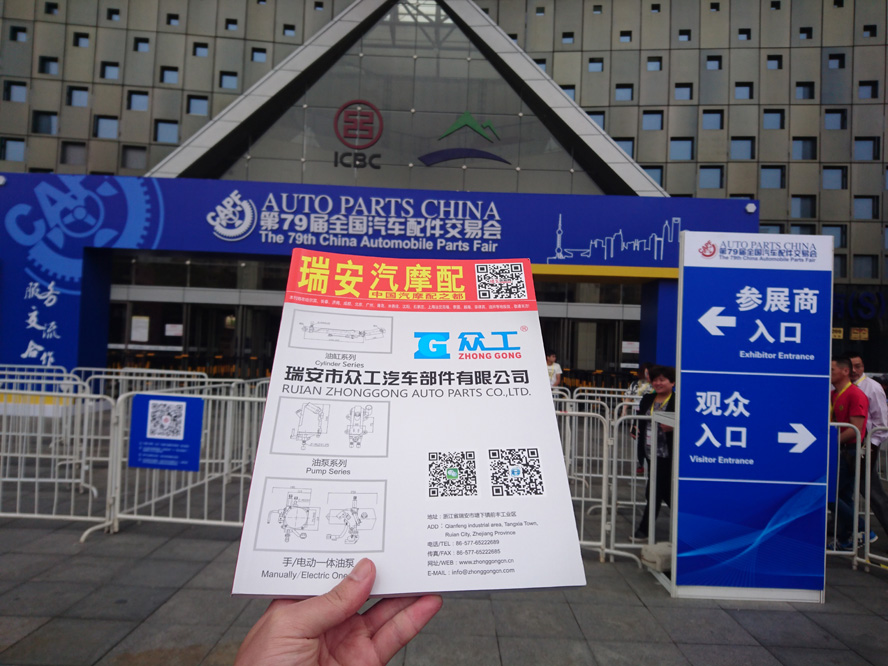 ICBC
CAPF
AUTO PARTS CHINA
第79届全国汽车配件交易会
The 79th China Automobile Parts Fair
服务
交流
合作
瑞安汽摩配
中国汽摩配之都
油缸系列
Cylinder Series
众工®
ZHONG GONG
瑞安市众工汽车部件有限公司
RUIAN ZHONGGONG AUTO PARTS CO.,LTD.
油泵系列
Pump Series
手/电动一体油泵
Manually/Electric One
地址：浙江省瑞安市塘下镇前丰工业区
ADD：Qianfeng Industrial area, Tangxia Town,
Ruian City, Zhejiang Province
电话/TEL：86-577-65222689
传真/FAX：86-577-65222685
网址/WEB：www.zhonggongcn.cn
E-MAIL：info@zhonggongcn.com
AUTO PARTS CHINA
第79届全国汽车配件交易会
The 79th China Automobile Parts Fair
参展商
入口
Exhibitor Entrance
观众
入口
Visitor Entrance